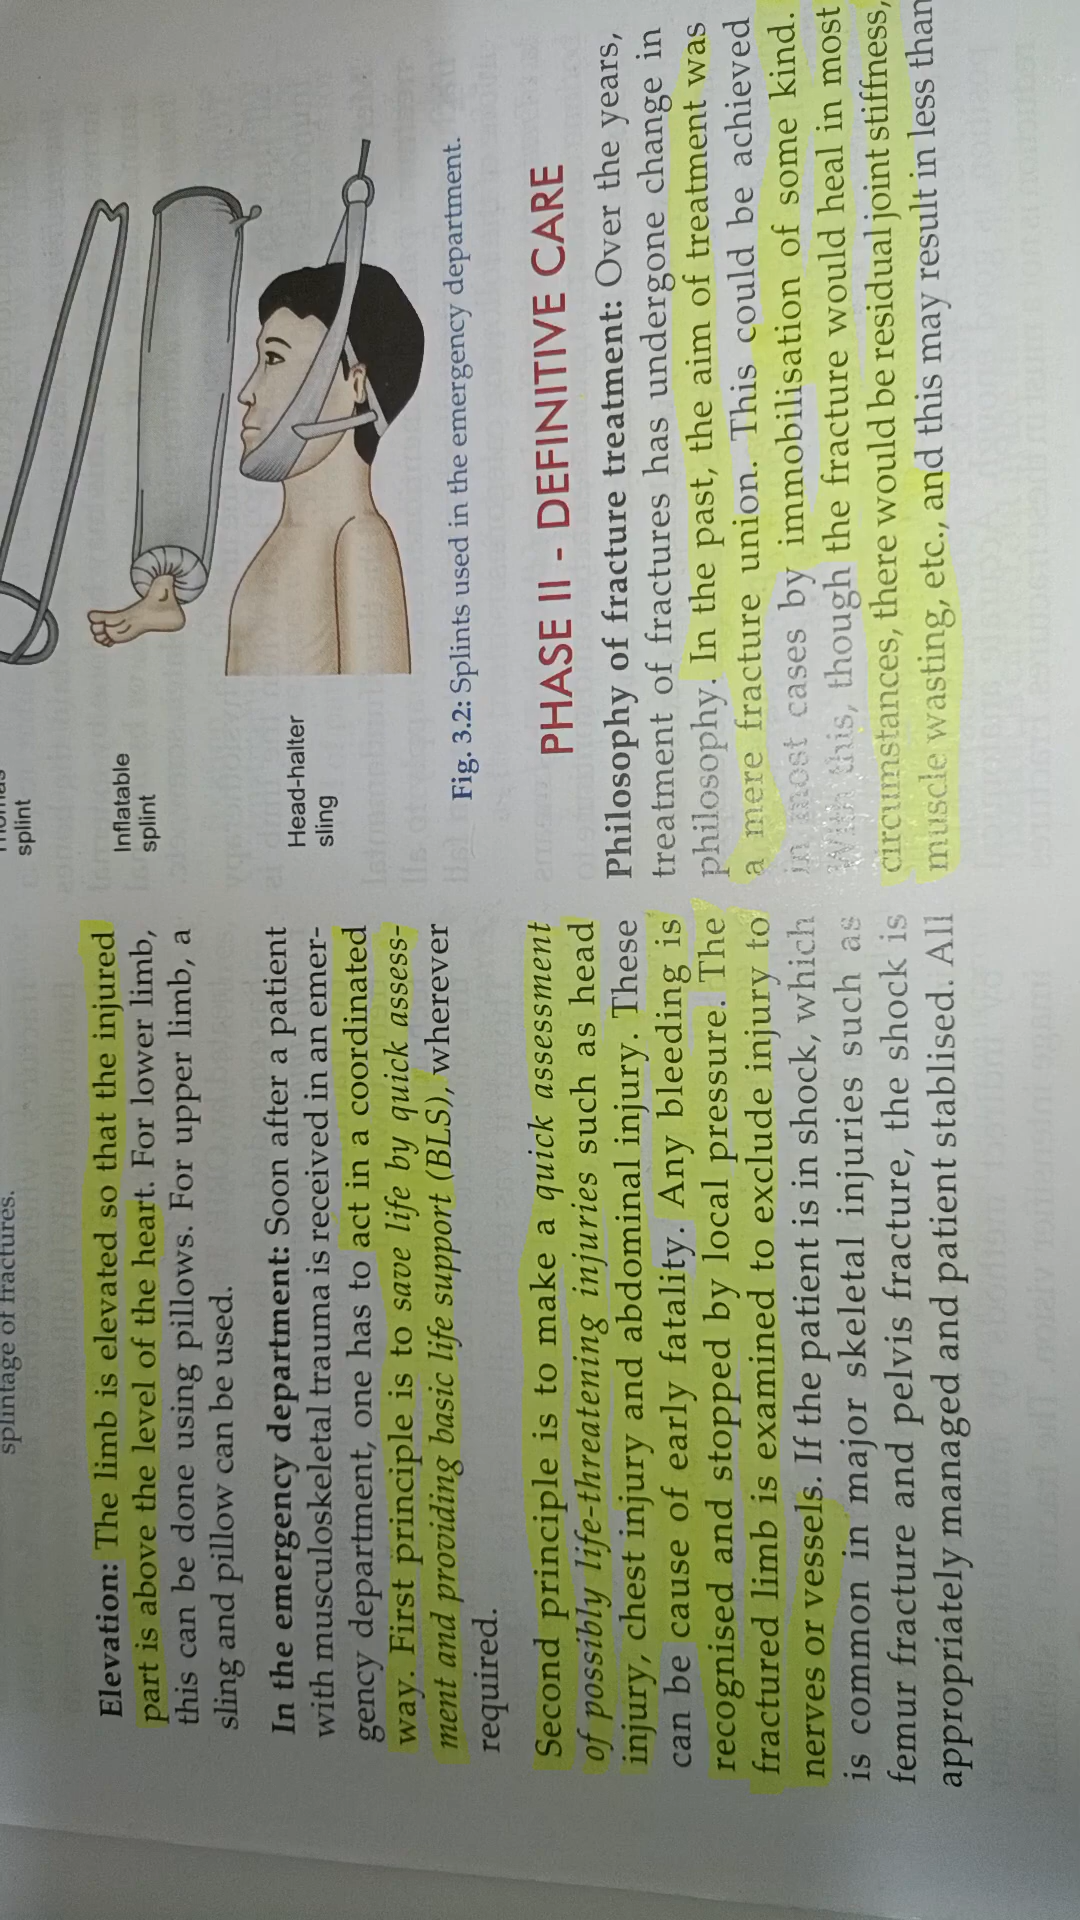 splintage of fractures.
Elevation: The limb is elevated so that the injured
part is above the level of the heart. For lower limb,
this can be done using pillows. For upper limb, a
sling and pillow can be used.
In the emergency department: Soon after a patient
with musculoskeletal trauma is received in an emer-
gency department, one has to act in a coordinated
way. First principle is to save life by quick assess-
ment and providing basic life support (BLS), wherever
required.
Second principle is to make a quick assessment
of possibly life-threatening injuries such as head
injury, chest injury and abdominal injury. These
can be cause of early fatality. Any bleeding is
recognised and stopped by local pressure. The
fractured limb is examined to exclude injury to
nerves or vessels. If the patient is in shock, which
is common in major skeletal injuries such as
femur fracture and pelvis fracture, the shock is
appropriately managed and patient stablised. All
splint
Inflatable
splint
Head-halter
sling
Fig. 3.2: Splints used in the emergency department.
PHASE II - DEFINITIVE CARE
Philosophy of fracture treatment: Over the years,
treatment of fractures has undergone change in
philosophy. In the past, the aim of treatment was
a mere fracture union. This could be achieved
in most cases by immobilisation of some kind.
With this, though the fracture would heal in most
circumstances, there would be residual joint stiffness,
muscle wasting, etc., and this may result in less than